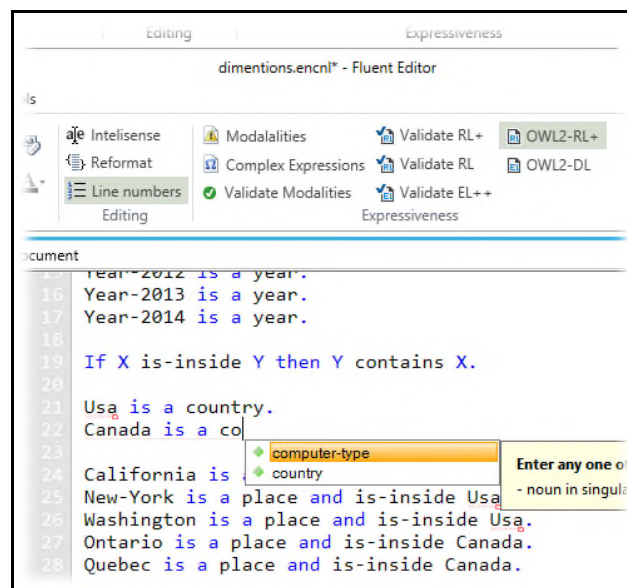 Editing Expressiveness
dimentions.encnl* - Fluent Editor
ls
Intelisense Modalalities Validate RL+ OWL2-RL+
Reformat Complex Expressions Validate RL OWL2-DL
Line numbers Validate Modalities Validate EL++
Editing Expressiveness
ocument
15 Year-2012 is a year.
16 Year-2013 is a year.
17 Year-2014 is a year.
18
19 If X is-inside Y then Y contains X.
20
21 Usa is a country.
22 Canada is a co
23 computer-type
country
Enter any one o
- noun in singula
24 California is
25 New-York is a place and is-inside Usa
26 Washington is a place and is-inside Usa.
27 Ontario is a place and is-inside Canada.
28 Quebec is a place and is-inside Canada.